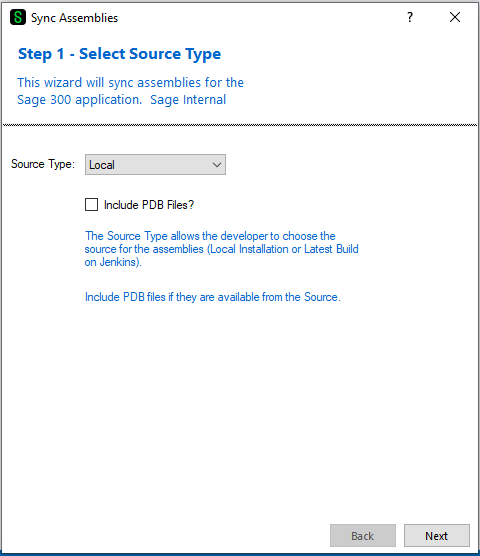 Sync Assemblies
?
Step 1 - Select Source Type
This wizard will sync assemblies for the
Sage 300 application.  Sage Internal
Source Type: Local
Include PDB Files?
The Source Type allows the developer to choose the
source for the assemblies (Local Installation or Latest Build
on Jenkins).
Include PDB files if they are available from the Source.
Back Next